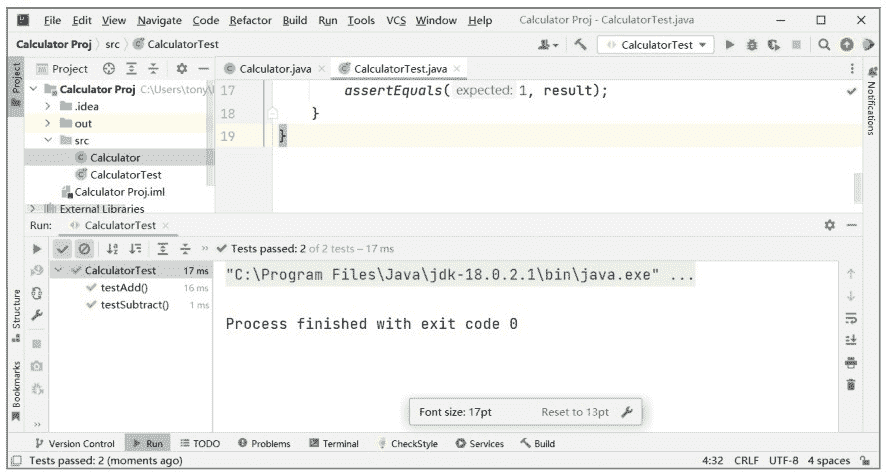 File Edit View Navigate Code Refactor Build Run Tools VCS Window Help Calculator Proj - CalculatorTest.java
Calculator Proj src CalculatorTest CalculatorTest
Project Calculator.java CalculatorTest.java
Project
Notifications
Calculator Proj C:\Users\tony\
.idea
out
src
Calculator
CalculatorTest
Calculator Proj.iml
External Libraries
17 assertEquals( expected: 1, result);
18 }
19 }
Run: CalculatorTest
Tests passed: 2 of 2 tests – 17 ms
CalculatorTest 17 ms
testAdd() 16 ms
testSubtract() 1 ms
"C:\Program Files\Java\jdk-18.0.2.1\bin\java.exe" ...
Process finished with exit code 0
Structure
Bookmarks
Font size: 17pt Reset to 13pt
Version Control Run TODO Problems Terminal CheckStyle Services Build
Tests passed: 2 (moments ago) 4:32 CRLF UTF-8 4 spaces